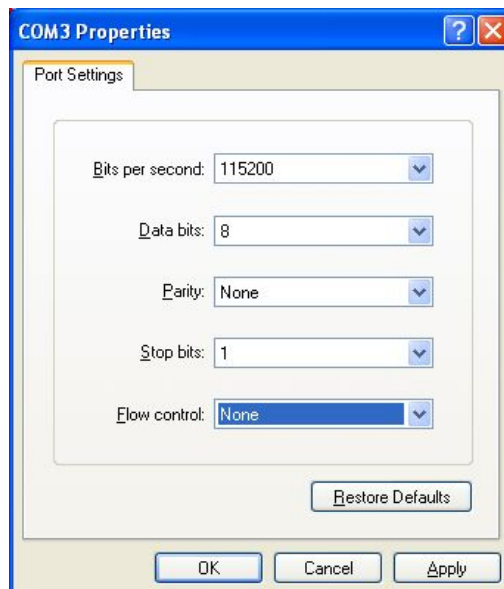 COM3 Properties
Port Settings
Bits per second: 115200
Data bits: 8
Parity: None
Stop bits: 1
Flow control: None
Restore Defaults
OK Cancel Apply